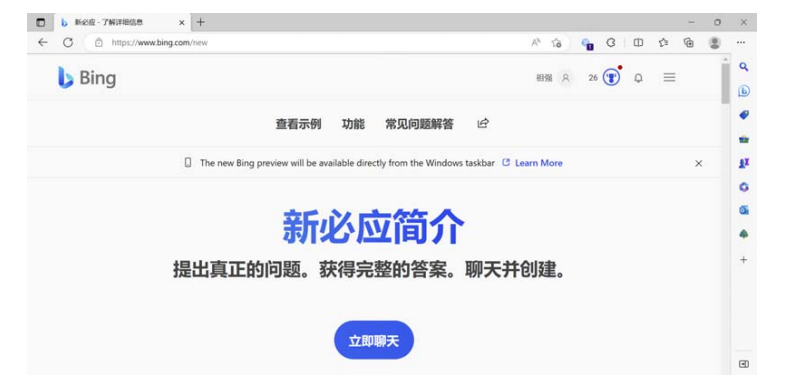 新必应 - 了解详细信息
https://www.bing.com/new
Bing
祖强
26
查看示例 功能 常见问题解答
The new Bing preview will be available directly from the Windows taskbar Learn More
新必应简介
提出真正的问题。获得完整的答案。聊天并创建。
立即聊天